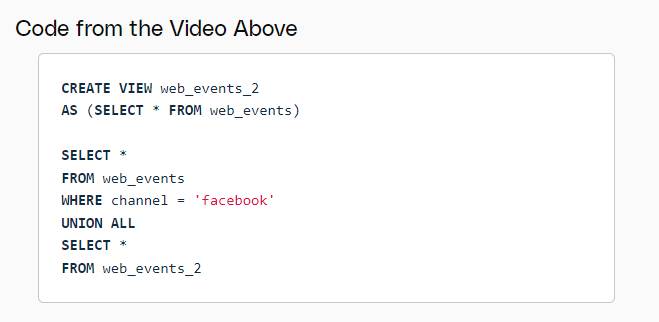 Code from the Video Above
CREATE VIEW web_events_2
AS (SELECT * FROM web_events)
SELECT *
FROM web_events
WHERE channel = 'facebook'
UNION ALL
SELECT *
FROM web_events_2